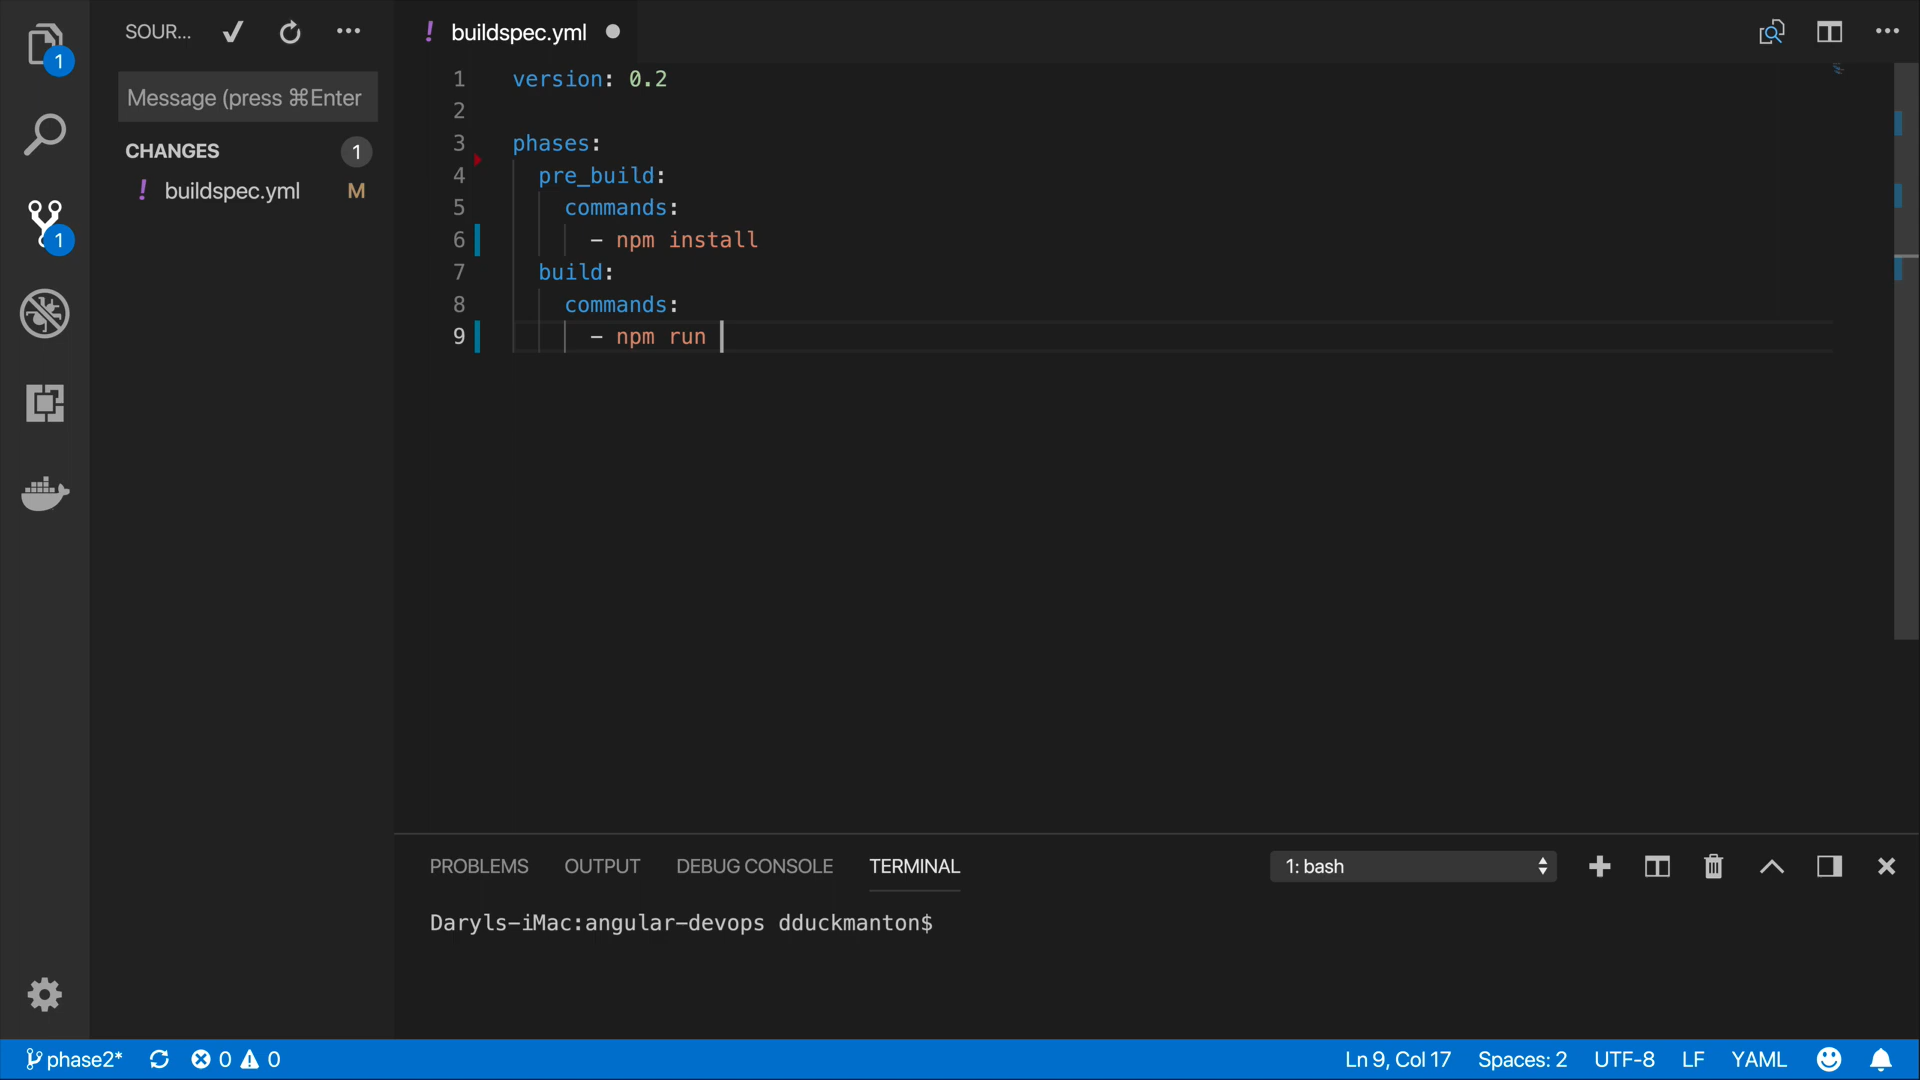 SOUR...
! buildspec.yml
1
Message (press ⌘Enter
CHANGES 1
! buildspec.yml M
1
1 version: 0.2
2
3 phases:
4 pre_build:
5 commands:
6 - npm install
7 build:
8 commands:
9 - npm run
PROBLEMS OUTPUT DEBUG CONSOLE TERMINAL 1: bash
Daryls-iMac:angular-devops dduckmanton$
phase2* 0 0 Ln 9, Col 17 Spaces: 2 UTF-8 LF YAML